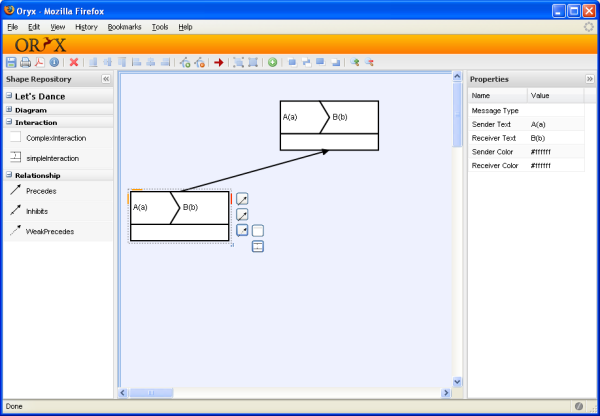 Oryx - Mozilla Firefox
File Edit View History Bookmarks Tools Help
ORYX
Shape Repository
Let's Dance
Diagram
Interaction
ComplexInteraction
simpleInteraction
Relationship
Precedes
Inhibits
WeakPrecedes
A(a) B(b)
A(a) B(b)
Properties
Name Value
Message Type
Sender Text A(a)
Receiver Text B(b)
Sender Color #ffffff
Receiver Color #ffffff
Done